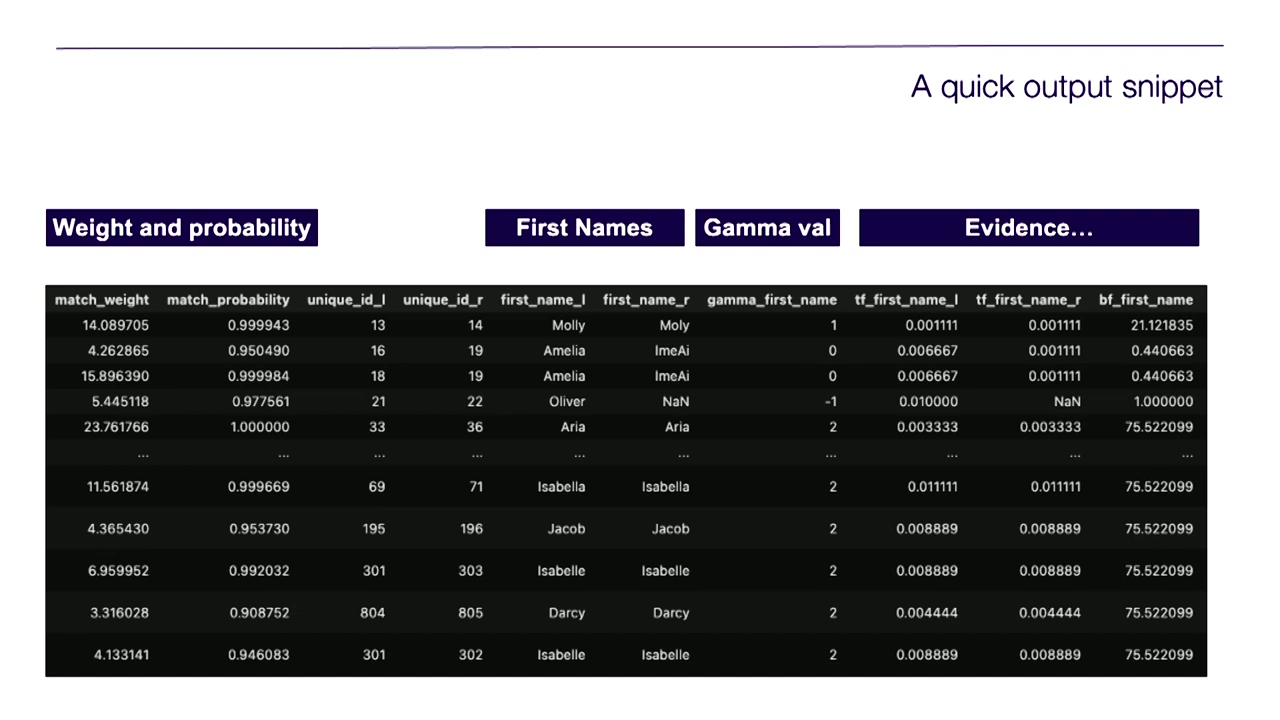 A quick output snippet
Weight and probability First Names Gamma val Evidence...
match_weight match_probability unique_id_l unique_id_r first_name_l first_name_r gamma_first_name tf_first_name_l tf_first_name_r bf_first_name
14.089705 0.999943 13 14 Molly Moly 1 0.001111 0.001111 21.121835
4.262865 0.950490 16 19 Amelia ImeAi 0 0.006667 0.001111 0.440663
15.896390 0.999984 18 19 Amelia ImeAi 0 0.006667 0.001111 0.440663
5.445118 0.977561 21 22 Oliver NaN -1 0.010000 NaN 1.000000
23.761766 1.000000 33 36 Aria Aria 2 0.003333 0.003333 75.522099
... ... ... ... ... ... ... ... ... ...
11.561874 0.999669 69 71 Isabella Isabella 2 0.011111 0.011111 75.522099
4.365430 0.953730 195 196 Jacob Jacob 2 0.008889 0.008889 75.522099
6.959952 0.992032 301 303 Isabelle Isabelle 2 0.008889 0.008889 75.522099
3.316028 0.908752 804 805 Darcy Darcy 2 0.004444 0.004444 75.522099
4.133141 0.946083 301 302 Isabelle Isabelle 2 0.008889 0.008889 75.522099